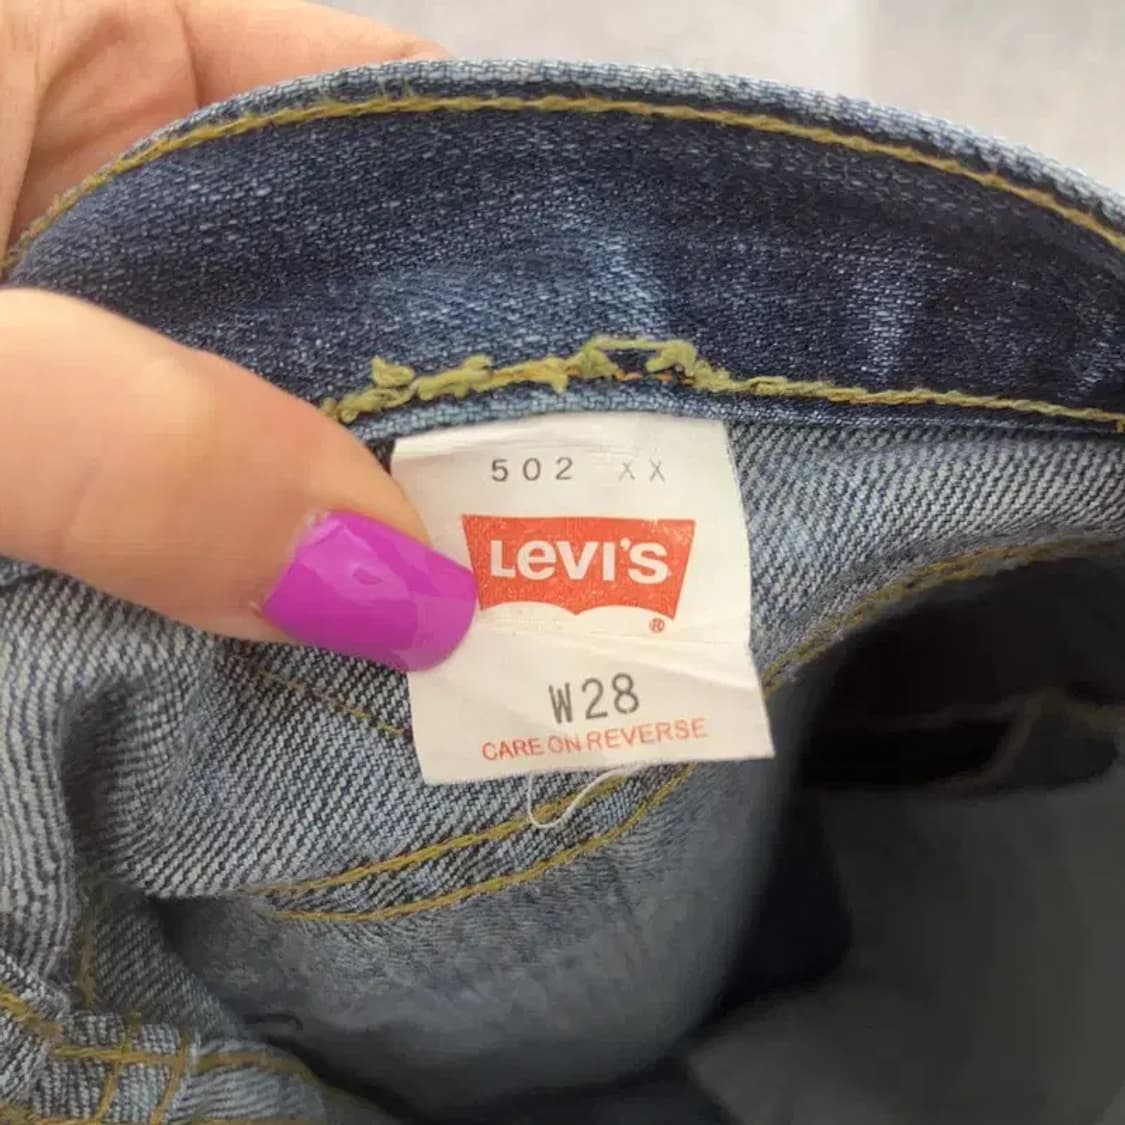 502 XX
LEVI'S
®
W28
CARE ON REVERSE